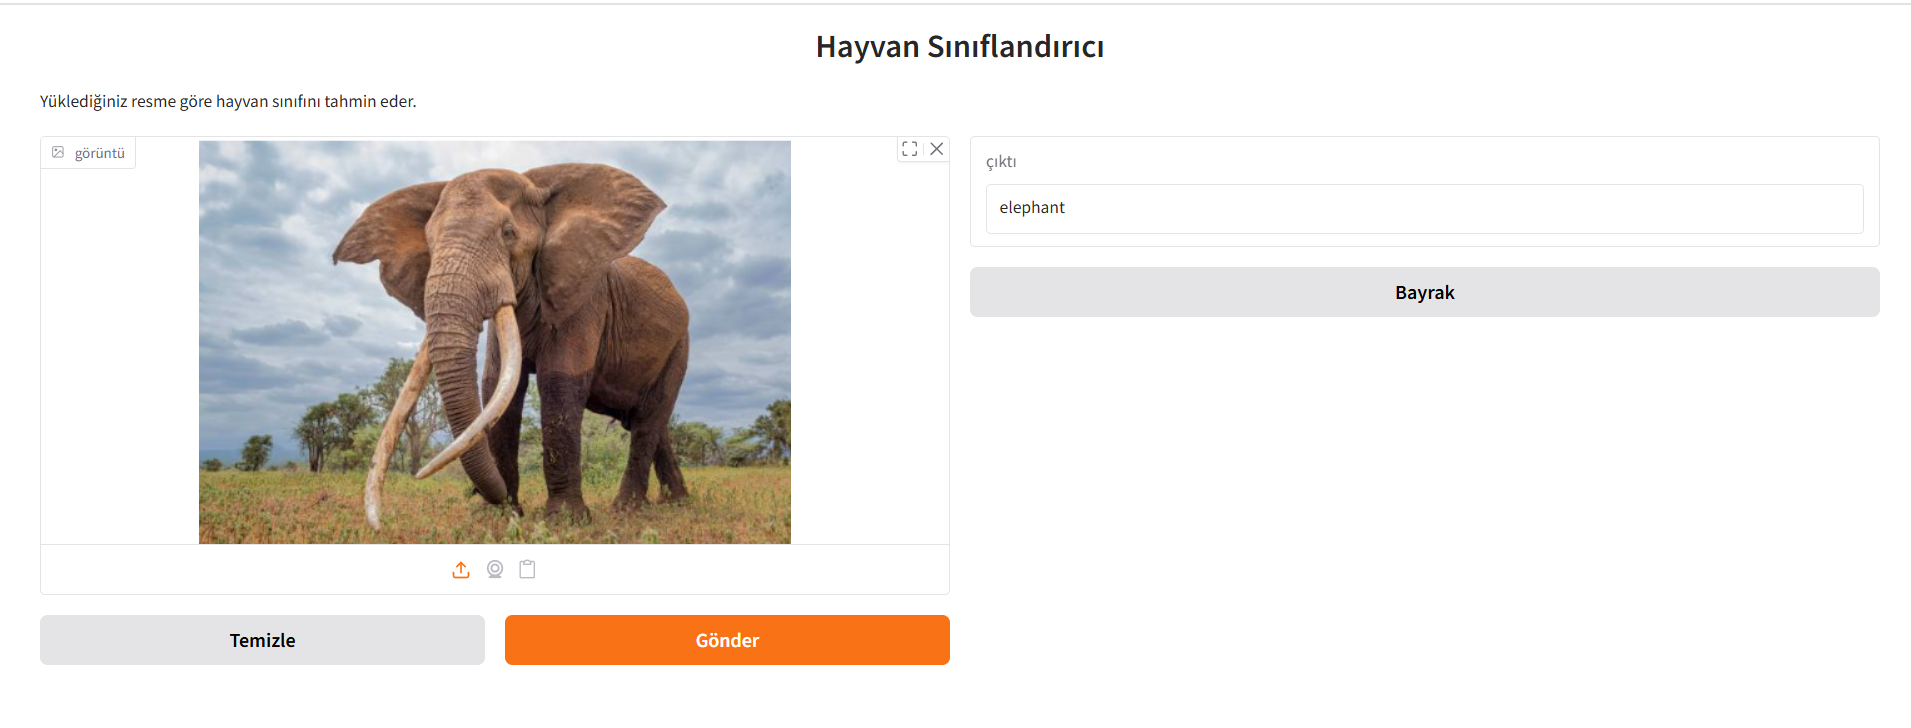 Hayvan Sınıflandırıcı
Yüklediğiniz resme göre hayvan sınıfını tahmin eder.
görüntü
çıktı
elephant
Bayrak
Temizle
Gönder